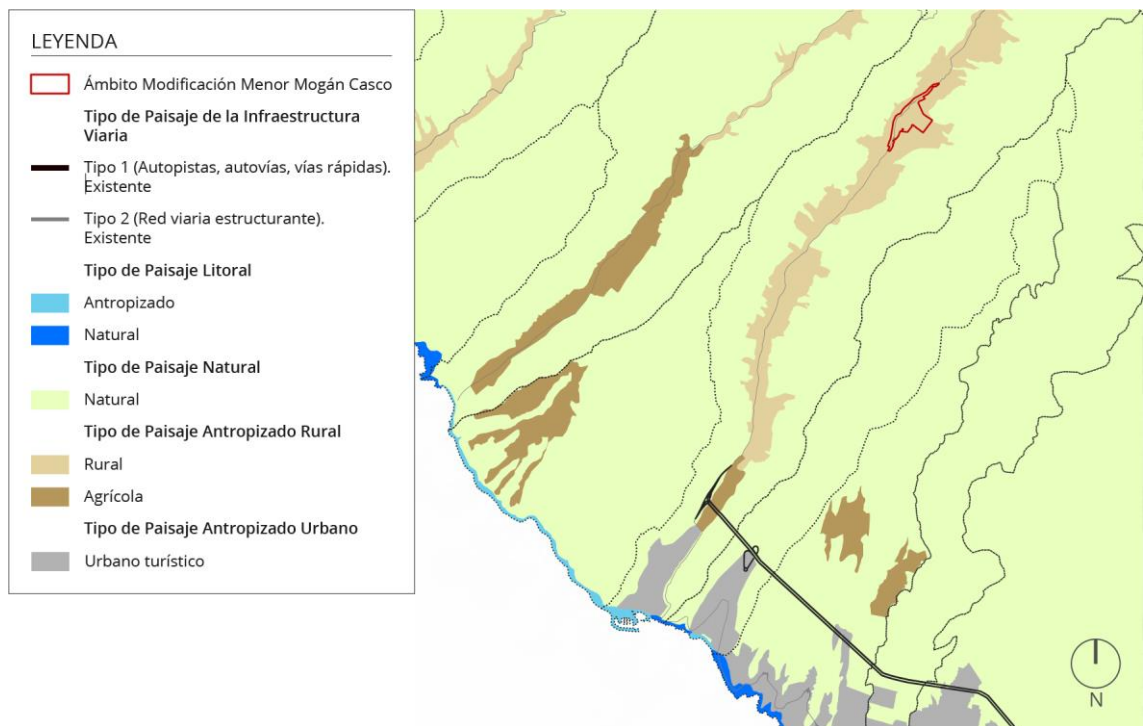 LEYENDA
Ámbito Modificación Menor Mogán Casco
Tipo de Paisaje de la Infraestructura
Viaria
Tipo 1 (Autopistas, autovías, vías rápidas).
Existente
Tipo 2 (Red viaria estructurante).
Existente
Tipo de Paisaje Litoral
Antropizado
Natural
Tipo de Paisaje Natural
Natural
Tipo de Paisaje Antropizado Rural
Rural
Agrícola
Tipo de Paisaje Antropizado Urbano
Urbano turístico
N